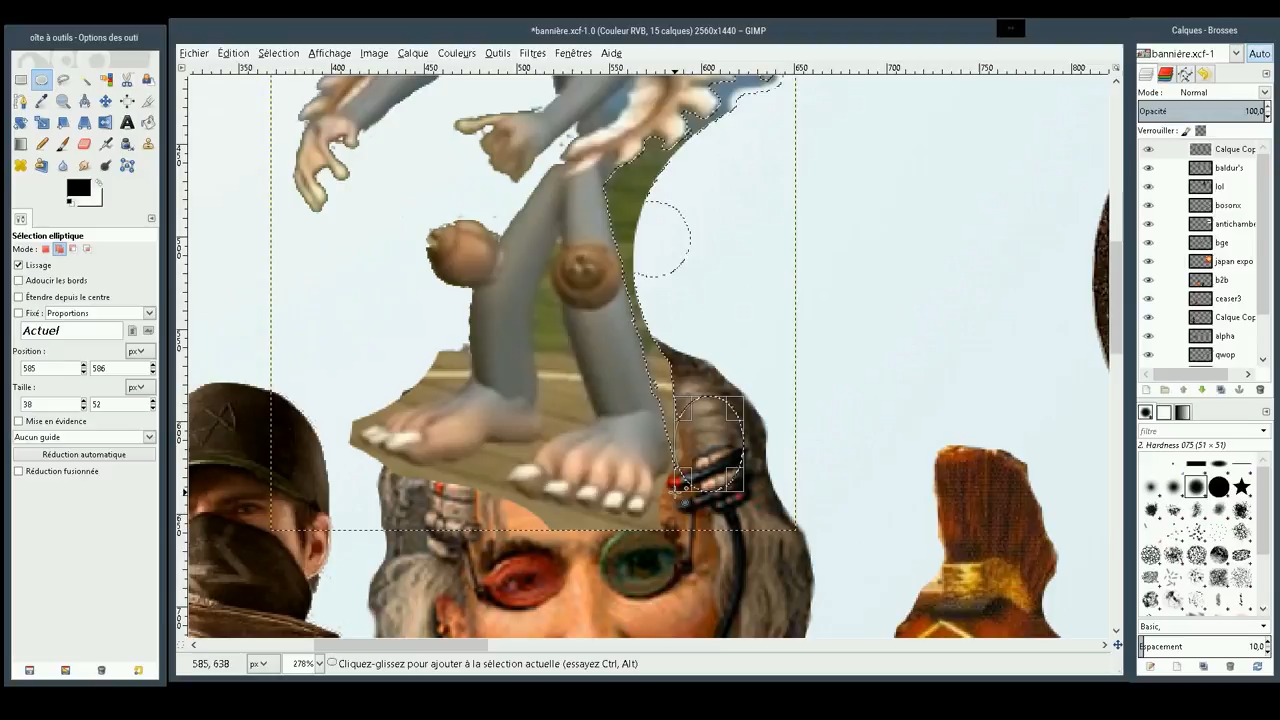 oîte à outils - Options des outi
*bannière.xcf-1.0 (Couleur RVB, 15 calques) 2560x1440 – GIMP
Calques - Brosses
Fichier Édition Sélection Affichage Image Calque Couleurs Outils Filtres Fenêtres Aide
bannière.xcf-1
Auto
350 400 450 500 550 600 650 700 750 800
Mode : Normal
Opacité 100,0
Verrouiller :
Calque Cop
baldur's
lol
bosonx
antichambr
bge
japan expo
b2b
ceaser3
Calque Cop
alpha
qwop
Sélection elliptique
Mode :
Lissage
Adoucir les bords
Étendre depuis le centre
Fixé : Proportions
Actuel
Position : px
585 586
Taille : px
38 52
Mise en évidence
Aucun guide
Réduction automatique
Réduction fusionnée
filtre
2. Hardness 075 (51 × 51)
Basic,
Espacement 10,0
585, 638 px 278% Cliquez-glissez pour ajouter à la sélection actuelle (essayez Ctrl, Alt)